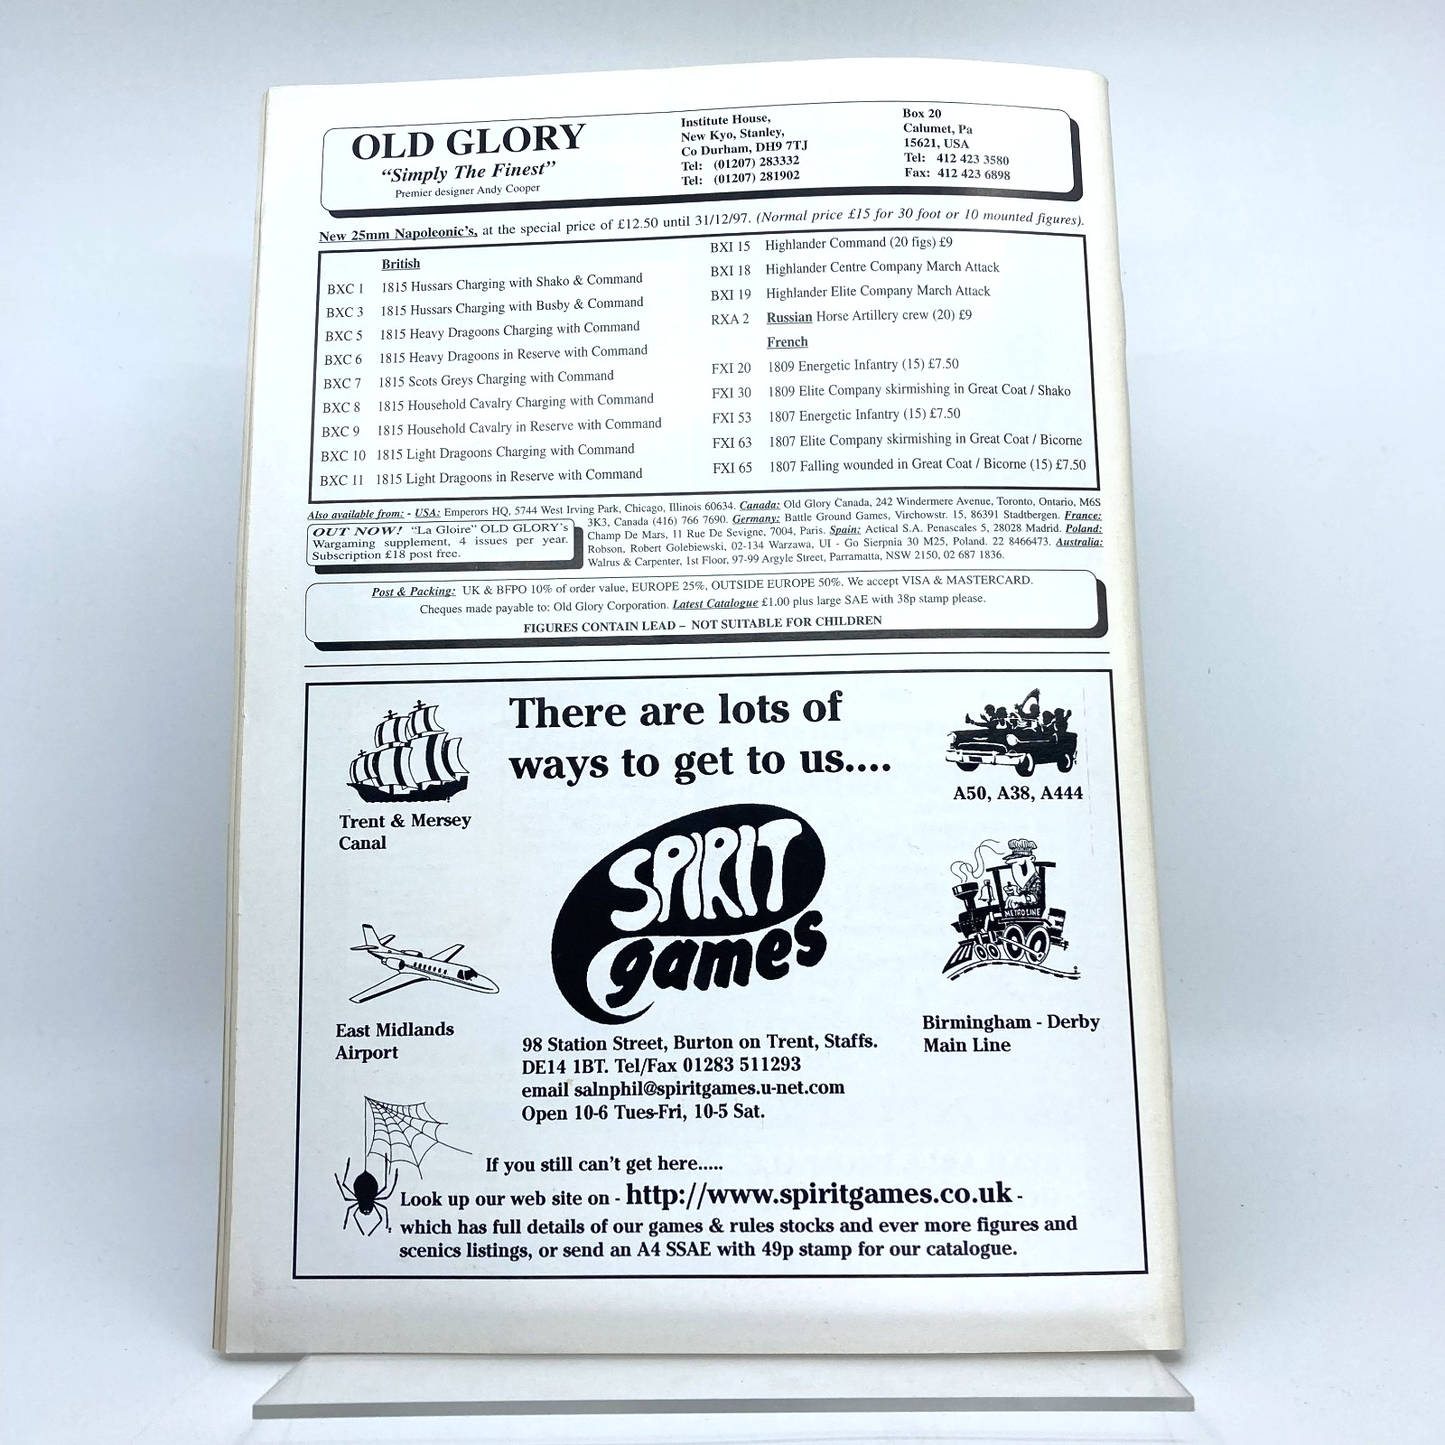 OLD GLORY
"Simply The Finest"
Premier designer Andy Cooper
Institute House,
New Kyo, Stanley,
Co Durham, DH9 7TJ
Tel: (01207) 283332
Tel: (01207) 281902
Box 20
Calumet, Pa
15621, USA
Tel: 412 423 3580
Fax: 412 423 6898
New 25mm Napoleonic's, at the special price of £12.50 until 31/12/97. (Normal price £15 for 30 foot or 10 mounted figures).
British
BXC 1 1815 Hussars Charging with Shako & Command
BXC 3 1815 Hussars Charging with Busby & Command
BXC 5 1815 Heavy Dragoons Charging with Command
BXC 6 1815 Heavy Dragoons in Reserve with Command
BXC 7 1815 Scots Greys Charging with Command
BXC 8 1815 Household Cavalry Charging with Command
BXC 9 1815 Household Cavalry in Reserve with Command
BXC 10 1815 Light Dragoons Charging with Command
BXC 11 1815 Light Dragoons in Reserve with Command
BXI 15 Highlander Command (20 figs) £9
BXI 18 Highlander Centre Company March Attack
BXI 19 Highlander Elite Company March Attack
RXA 2 Russian Horse Artillery crew (20) £9
French
FXI 20 1809 Energetic Infantry (15) £7.50
FXI 30 1809 Elite Company skirmishing in Great Coat / Shako
FXI 53 1807 Energetic Infantry (15) £7.50
FXI 63 1807 Elite Company skirmishing in Great Coat / Bicorne
FXI 65 1807 Falling wounded in Great Coat / Bicorne (15) £7.50
Also available from: - USA: Emperors HQ, 5744 West Irving Park, Chicago, Illinois 60634. Canada: Old Glory Canada, 242 Windermere Avenue, Toronto, Ontario, M6S
3K3, Canada (416) 766 7690. Germany: Battle Ground Games, Virchowstr. 15, 86391 Stadtbergen. France:
Champ De Mars, 11 Rue De Sevigne, 7004, Paris. Spain: Actical S.A. Penascales 5, 28028 Madrid. Poland:
Robson, Robert Golebiewski, 02-134 Warzawa, UI - Go Sierpnia 30 M25, Poland. 22 8466473. Australia:
Walrus & Carpenter, 1st Floor, 97-99 Argyle Street, Parramatta, NSW 2150, 02 687 1836.
OUT NOW! "La Gloire" OLD GLORY's
Wargaming supplement, 4 issues per year.
Subscription £18 post free.
Post & Packing: UK & BFPO 10% of order value, EUROPE 25%, OUTSIDE EUROPE 50%. We accept VISA & MASTERCARD.
Cheques made payable to: Old Glory Corporation. Latest Catalogue £1.00 plus large SAE with 38p stamp please.
FIGURES CONTAIN LEAD – NOT SUITABLE FOR CHILDREN
There are lots of
ways to get to us....
Trent & Mersey
Canal
A50, A38, A444
SPIRIT
games
METRO LINE
East Midlands
Airport
Birmingham - Derby
Main Line
98 Station Street, Burton on Trent, Staffs.
DE14 1BT. Tel/Fax 01283 511293
email salnphil@spiritgames.u-net.com
Open 10-6 Tues-Fri, 10-5 Sat.
If you still can't get here.....
Look up our web site on - http://www.spiritgames.co.uk -
which has full details of our games & rules stocks and ever more figures and
scenics listings, or send an A4 SSAE with 49p stamp for our catalogue.